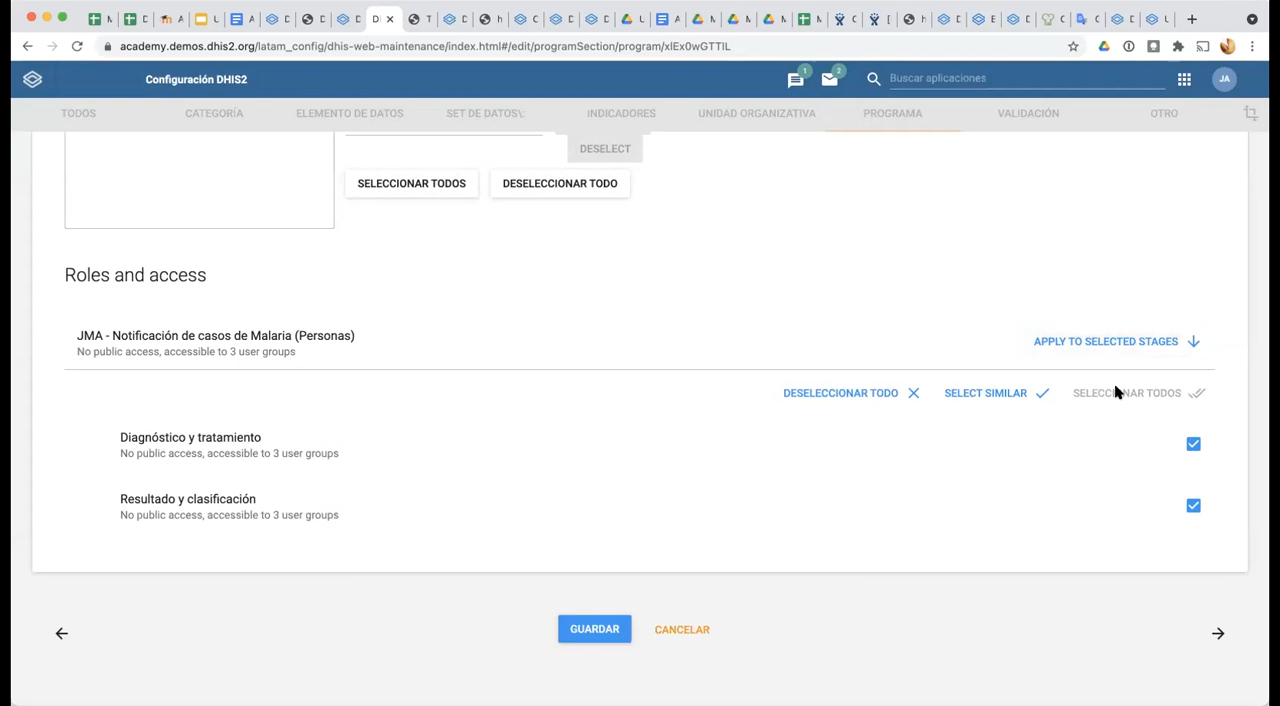 academy.demos.dhis2.org/latam_config/dhis-web-maintenance/index.html#/edit/programSection/program/xlEx0wGTTIL
Configuración DHIS2
1
2
Buscar aplicaciones
JA
TODOS
CATEGORÍA
ELEMENTO DE DATOS
SET DE DATOS\:
INDICADORES
UNIDAD ORGANIZATIVA
PROGRAMA
VALIDACIÓN
OTRO
DESELECT
SELECCIONAR TODOS
DESELECCIONAR TODO
Roles and access
JMA - Notificación de casos de Malaria (Personas)
No public access, accessible to 3 user groups
APPLY TO SELECTED STAGES
DESELECCIONAR TODO
SELECT SIMILAR
SELECCIONAR TODOS
Diagnóstico y tratamiento
No public access, accessible to 3 user groups
Resultado y clasificación
No public access, accessible to 3 user groups
GUARDAR
CANCELAR